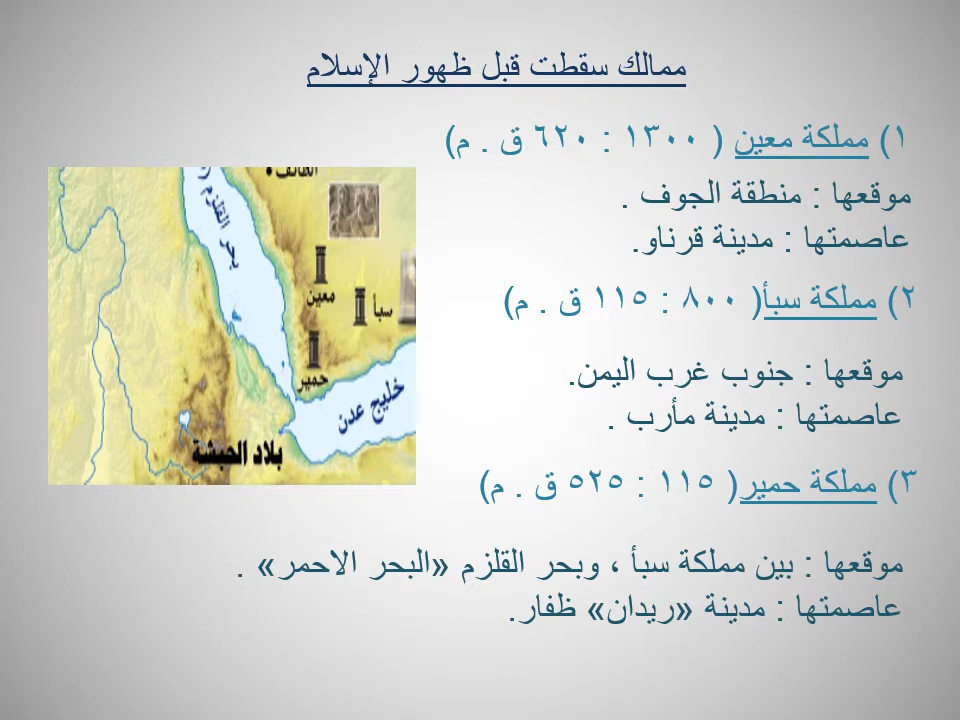 ممالك سقطت قبل ظهور الإسلام
١) مملكة معين ( ١٣٠٠ : ٦٢٠ ق . م)
موقعها : منطقة الجوف .
عاصمتها : مدينة قرناو.
٢) مملكة سبأ( ٨٠٠ : ١١٥ ق . م)
موقعها : جنوب غرب اليمن.
عاصمتها : مدينة مأرب .
٣) مملكة حمير( ١١٥ : ٥٢٥ ق . م)
موقعها : بين مملكة سبأ ، وبحر القلزم «البحر الاحمر» .
عاصمتها : مدينة «ريدان» ظفار.
الطائف
بحر القلزم (
معين
سبأ
حمير
خليج عدن
بلاد الحبشة